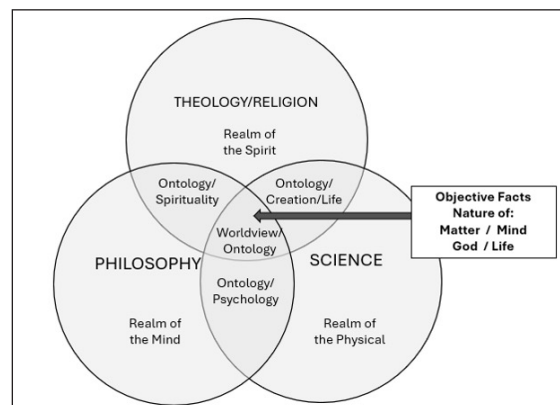 THEOLOGY/RELIGION
Realm of
the Spirit
Ontology/
Spirituality
Ontology/
Creation/Life
Objective Facts
Nature of:
Matter / Mind
God / Life
Worldview/
Ontology
PHILOSOPHY
SCIENCE
Ontology/
Psychology
Realm of
the Mind
Realm of
the Physical